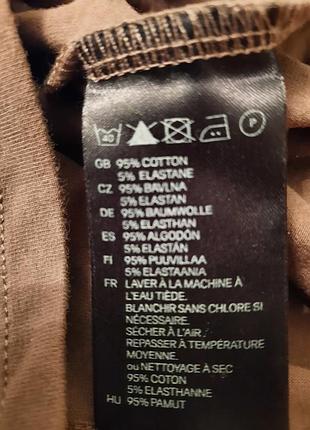 40 P
GB 95% COTTON
5% ELASTANE
CZ 95% BAVLNA
5% ELASTAN
DE 95% BAUMWOLLE
5% ELASTHAN
ES 95% ALGODÓN
5% ELASTÁN
FI 95% PUUVILLAA
5% ELASTAANIA
FR LAVER À LA MACHINE À
L'EAU TIÈDE.
BLANCHIR SANS CHLORE SI
NÉCESSAIRE.
SÉCHER À L'AIR.
REPASSER À TEMPÉRATURE
MOYENNE.
ou NETTOYAGE À SEC
95% COTON
5% ELASTHANNE
HU 95% PAMUT